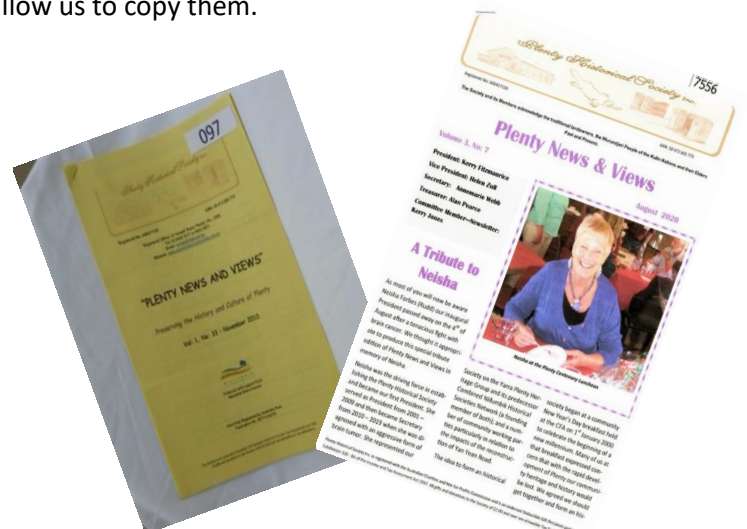 llow us to copy them.
097
Plenty Historical Society
"PLENTY NEWS AND VIEWS"
Preserving the History and Culture of Plenty
Vol: 1, No: 11 - November 2010
Plenty Historical Society Inc.
7556
The Society and its Members acknowledge the traditional landowners, the Wurundjeri People of the Kulin Nations and their Elders
Past and Present.
Plenty News & Views
Volume 3, No: 7
August 2020
President: Kerry Fitzmaurice
Vice President: Helen Zull
Secretary: Annemarie Webb
Treasurer: Alan Pearce
Committee Member—Newsletter:
Kerry Jones
A Tribute to
Neisha
As most of you will now be aware
Neisha Forbes (Rudd) our inaugural
President passed away on the 4th of
August after a tenacious fight with
brain cancer. We thought it appropri-
ate to produce this special tribute
edition of Plenty News and Views in
memory of Neisha.
Neisha was the driving force in estab-
lishing the Plenty Historical Society
and became our first President. She
served as President from 2001 –
2009 and then became Secretary
from 2010 – 2019 when she was di-
agnosed with an aggressive form of
brain tumor. She represented our
Neisha at the Plenty Centenary Luncheon
Society on the Yarra Plenty Her-
itage Group and its predecessor
Combined Nillumbik Historical
Societies Network (a founding
member of both); and a num-
ber of community working par-
ties particularly in relation to
the impacts of the reconstruc-
tion of Yan Yean Road.
The idea to form an historical
society began at a community
New Year's Day breakfast held
at the CFA on 1st January 2000
to celebrate the beginning of a
new millennium. Many of us at
that breakfast expressed con-
cern that with the rapid devel-
opment of Plenty our communi-
ty heritage and history would
be lost. We agreed we should
get together and form an his-